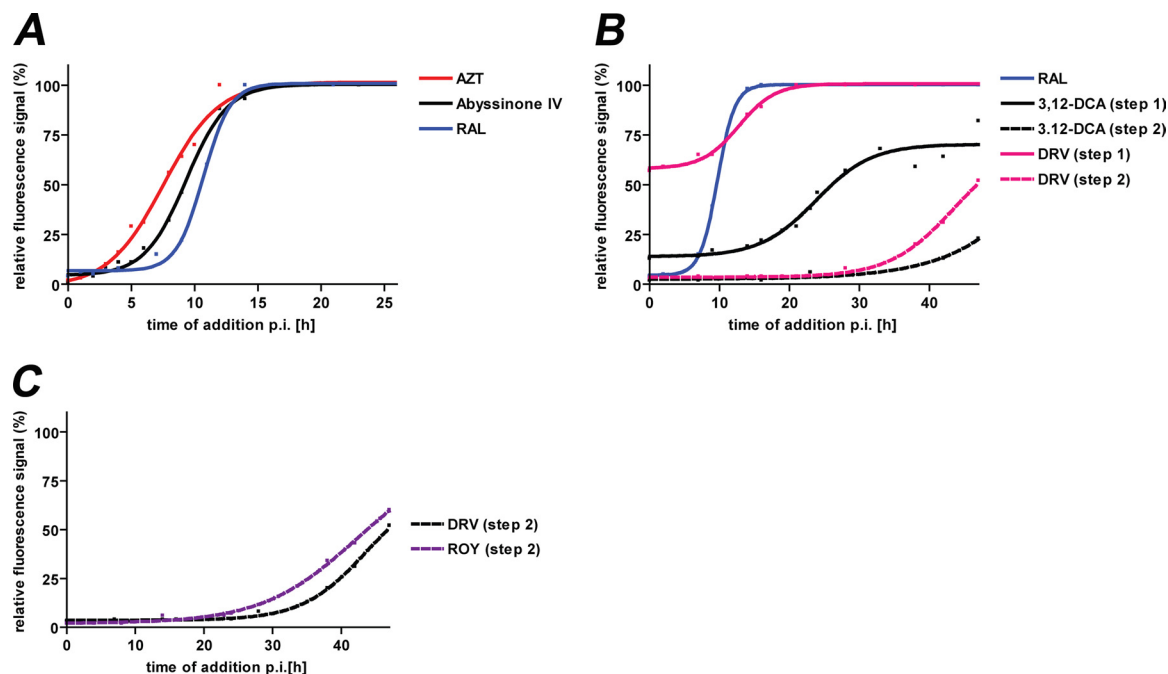 A
relative fluorescence signal (%)
100
75
50
25
0
0 5 10 15 20 25
time of addition p.i. [h]
AZT
Abyssinone IV
RAL
B
relative fluorescence signal (%)
100
75
50
25
0
0 10 20 30 40
time of addition p.i. [h]
RAL
3,12-DCA (step 1)
3.12-DCA (step 2)
DRV (step 1)
DRV (step 2)
C
relative fluorescence signal (%)
100
75
50
25
0
0 10 20 30 40
time of addition p.i.[h]
DRV (step 2)
ROY (step 2)